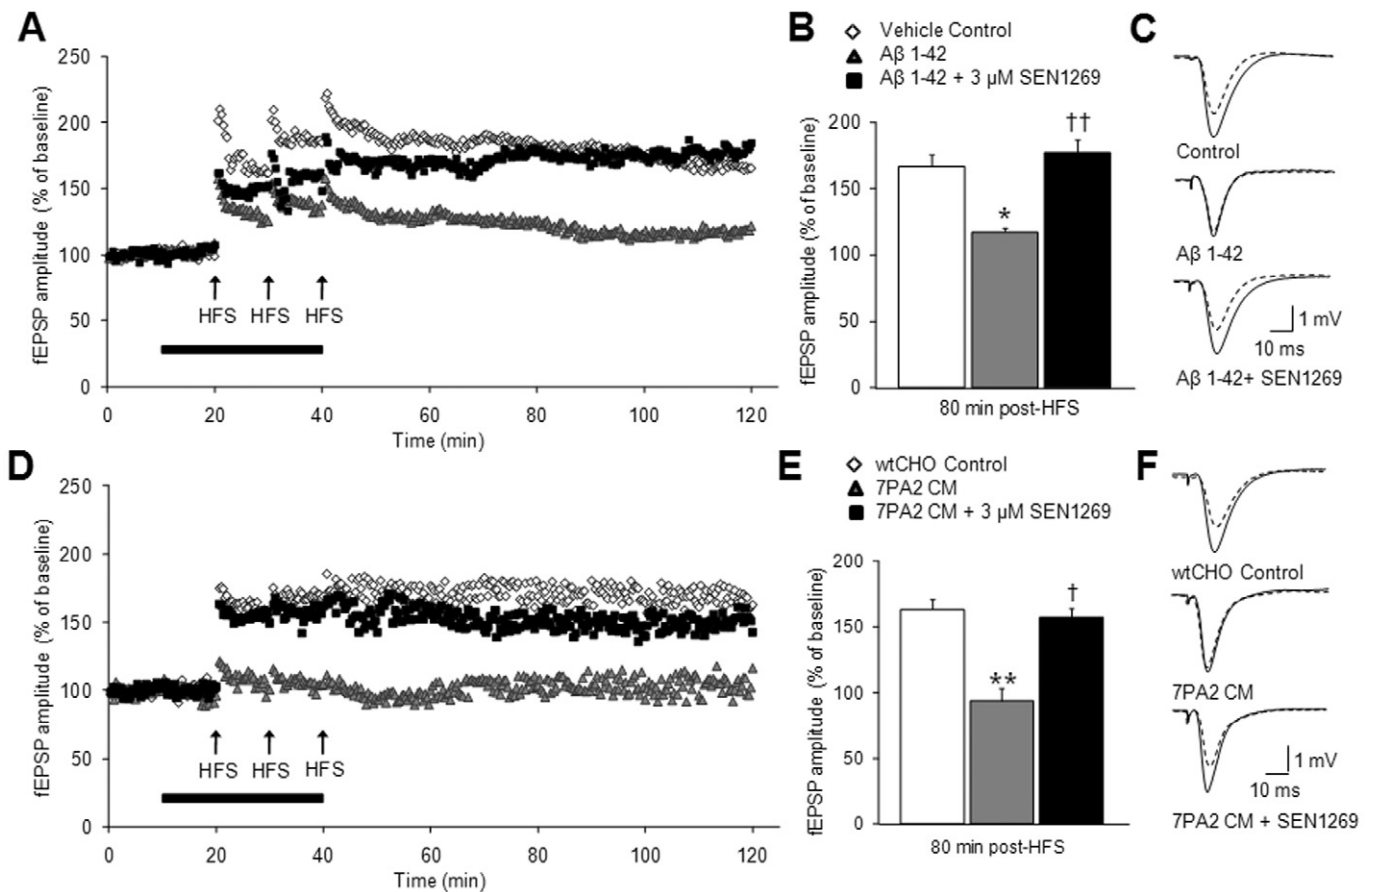 A
250
200
150
100
50
0
fEPSP amplitude (% of baseline)
HFS HFS HFS
0 20 40 60 80 100 120
Time (min)
B
Vehicle Control
Aβ 1-42
Aβ 1-42 + 3 µM SEN1269
200
150
100
50
0
fEPSP amplitude (% of baseline)
*
††
80 min post-HFS
C
Control
Aβ 1-42
1 mV
10 ms
Aβ 1-42+ SEN1269
D
250
200
150
100
50
0
fEPSP amplitude (% of baseline)
HFS HFS HFS
0 20 40 60 80 100 120
Time (min)
E
wtCHO Control
7PA2 CM
7PA2 CM + 3 µM SEN1269
200
150
100
50
0
fEPSP amplitude (% of baseline)
**
†
80 min post-HFS
F
wtCHO Control
7PA2 CM
1 mV
10 ms
7PA2 CM + SEN1269